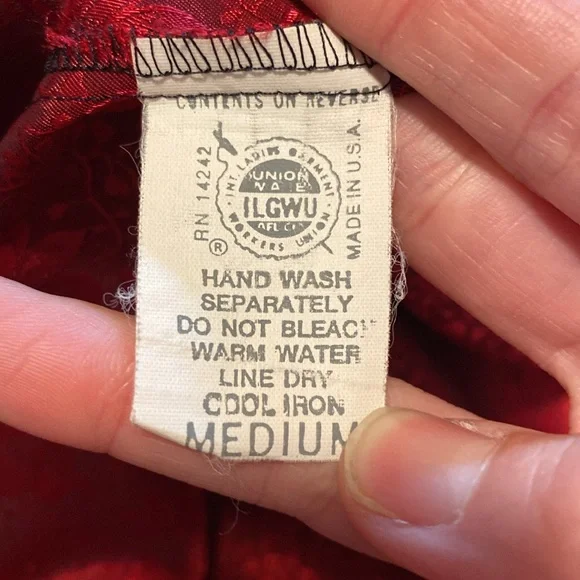 CONTENTS ON REVERSE
RN 14242
INT. LADIES GARMENT
UNION
MADE
ILGWU
AFL CIO
WORKERS UNION
®
MADE IN U.S.A.
HAND WASH
SEPARATELY
DO NOT BLEACH
WARM WATER
LINE DRY
COOL IRON
MEDIUM